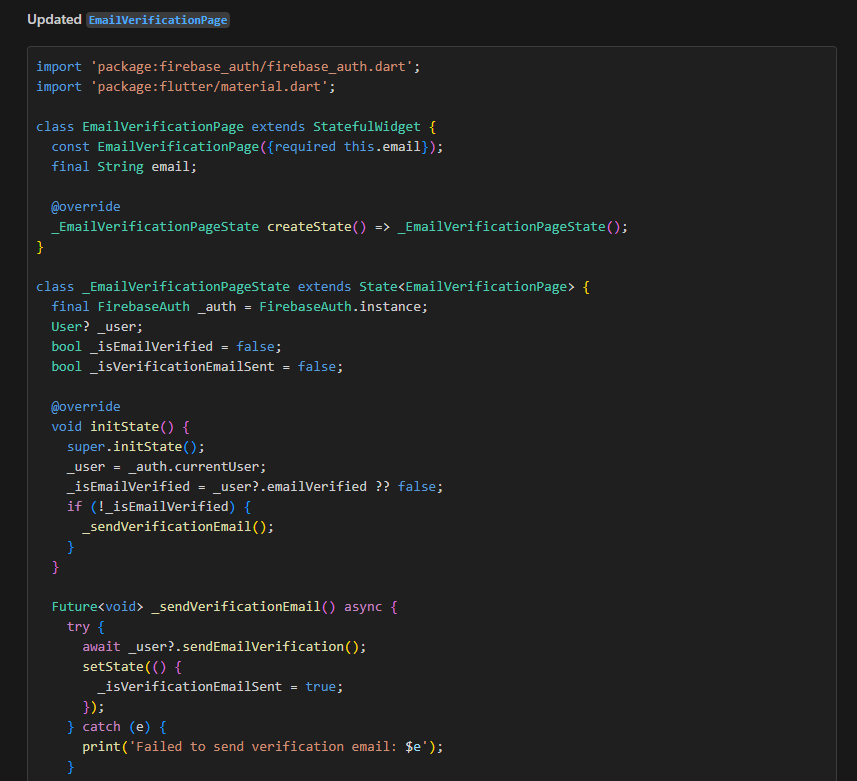 Updated EmailVerificationPage
import 'package:firebase_auth/firebase_auth.dart';
import 'package:flutter/material.dart';
class EmailVerificationPage extends StatefulWidget {
const EmailVerificationPage({required this.email});
final String email;
@override
_EmailVerificationPageState createState() => _EmailVerificationPageState();
}
class _EmailVerificationPageState extends State<EmailVerificationPage> {
final FirebaseAuth _auth = FirebaseAuth.instance;
User? _user;
bool _isEmailVerified = false;
bool _isVerificationEmailSent = false;
@override
void initState() {
super.initState();
_user = _auth.currentUser;
_isEmailVerified = _user?.emailVerified ?? false;
if (!_isEmailVerified) {
_sendVerificationEmail();
}
}
Future<void> _sendVerificationEmail() async {
try {
await _user?.sendEmailVerification();
setState(() {
_isVerificationEmailSent = true;
});
} catch (e) {
print('Failed to send verification email: $e');
}